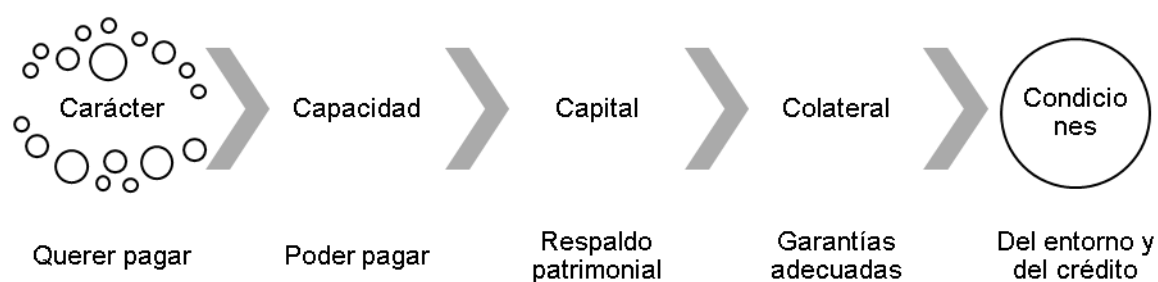 Carácter
Capacidad
Capital
Colateral
Condicio
nes
Querer pagar
Poder pagar
Respaldo
patrimonial
Garantías
adecuadas
Del entorno y
del crédito